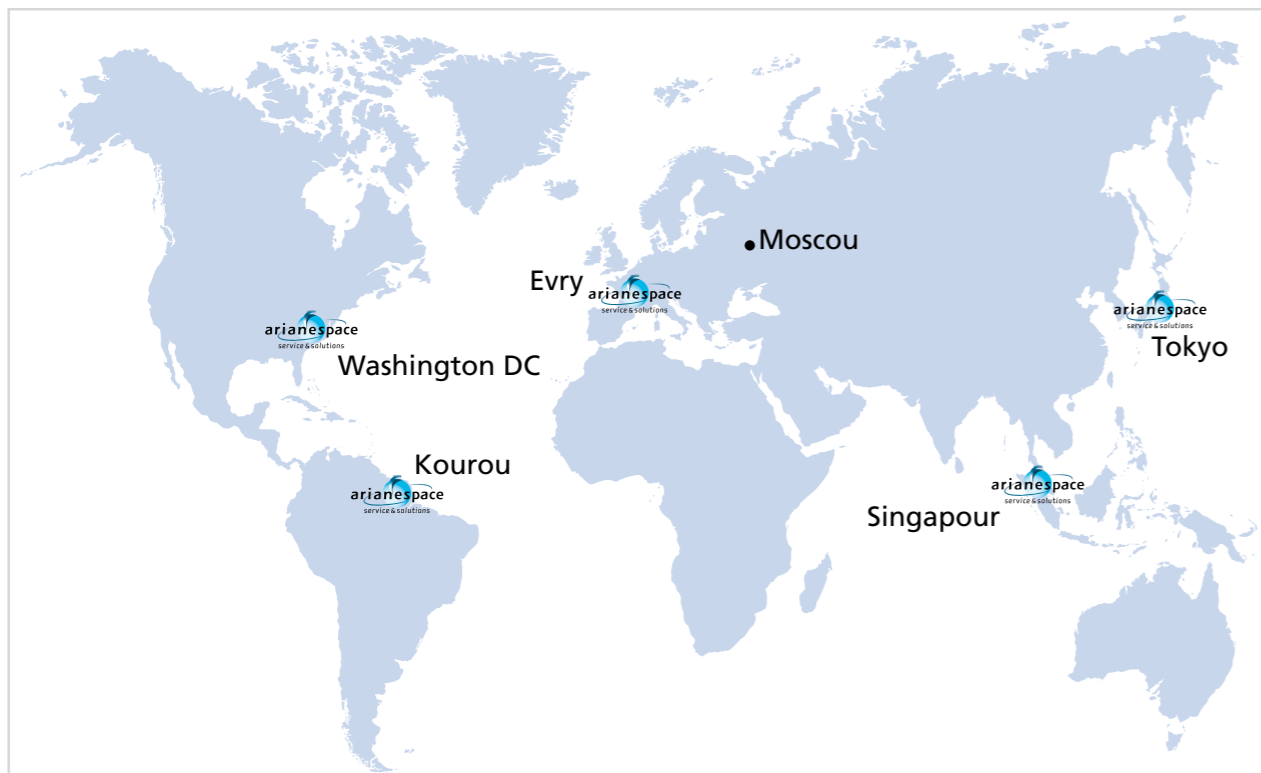 Moscou
Evry
arianespace
service & solutions
arianespace
service & solutions
Washington DC
arianespace
service & solutions
Tokyo
Kourou
arianespace
service & solutions
arianespace
service & solutions
Singapour